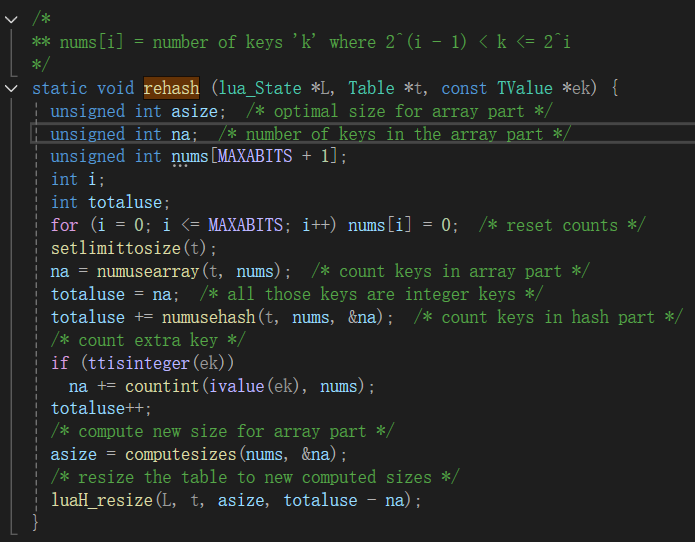 /*
** nums[i] = number of keys 'k' where 2^(i - 1) < k <= 2^i
*/
static void rehash (lua_State *L, Table *t, const TValue *ek) {
  unsigned int asize;  /* optimal size for array part */
  unsigned int na;  /* number of keys in the array part */
  unsigned int nums[MAXABITS + 1];
  int i;
  int totaluse;
  for (i = 0; i <= MAXABITS; i++) nums[i] = 0;  /* reset counts */
  setlimittosize(t);
  na = numusearray(t, nums);  /* count keys in array part */
  totaluse = na;  /* all those keys are integer keys */
  totaluse += numusehash(t, nums, &na);  /* count keys in hash part */
  /* count extra key */
  if (ttisinteger(ek))
    na += countint(ivalue(ek), nums);
  totaluse++;
  /* compute new size for array part */
  asize = computesizes(nums, &na);
  /* resize the table to new computed sizes */
  luaH_resize(L, t, asize, totaluse - na);
}